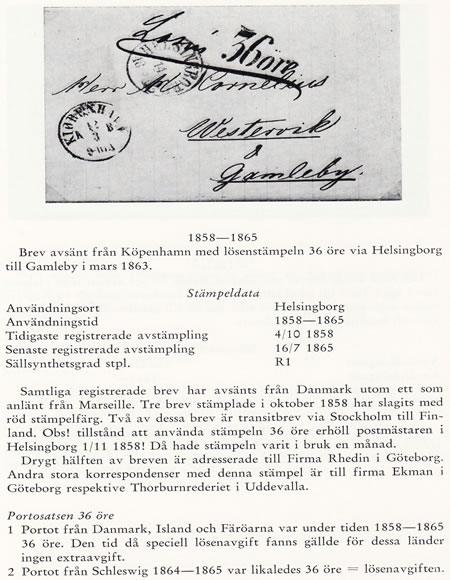 Lösen 36 öre
HELSINGBORG
Herr N Kornelius
KIØBENHAVN
Westervik
&
Gamleby.
1858—1865
Brev avsänt från Köpenhamn med lösenstämpeln 36 öre via Helsingborg
till Gamleby i mars 1863.
Stämpeldata
Användningsort Helsingborg
Användningstid 1858—1865
Tidigaste registrerade avstämpling 4/10 1858
Senaste registrerade avstämpling 16/7 1865
Sällsynthetsgrad stpl. R1
Samtliga registrerade brev har avsänts från Danmark utom ett som
anlänt från Marseille. Tre brev stämplade i oktober 1858 har slagits med
röd stämpelfärg. Två av dessa brev är transitbrev via Stockholm till Fin-
land. Obs! tillstånd att använda stämpeln 36 öre erhöll postmästaren i
Helsingborg 1/11 1858! Då hade stämpeln varit i bruk en månad.
Drygt hälften av breven är adresserade till Firma Rhedin i Göteborg.
Andra stora korrespondenser med denna stämpel är till firma Ekman i
Göteborg respektive Thorburnrederiet i Uddevalla.
Portosatsen 36 öre
1 Portot från Danmark, Island och Färöarna var under tiden 1858—1865
36 öre. Den tid då speciell lösenavgift fanns gällde för dessa länder
ingen extraavgift.
2 Portot från Schleswig 1864—1865 var likaledes 36 öre = lösenavgiften.